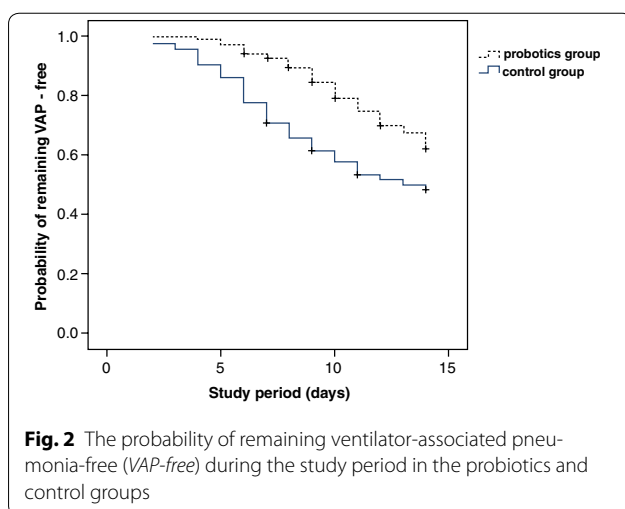 1.0
0.8
0.6
0.4
0.2
0.0
Probability of remaining VAP - free
0
5
10
15
Study period (days)
probotics group
control group
Fig. 2 The probability of remaining ventilator-associated pneu-
monia-free (VAP-free) during the study period in the probiotics and
control groups